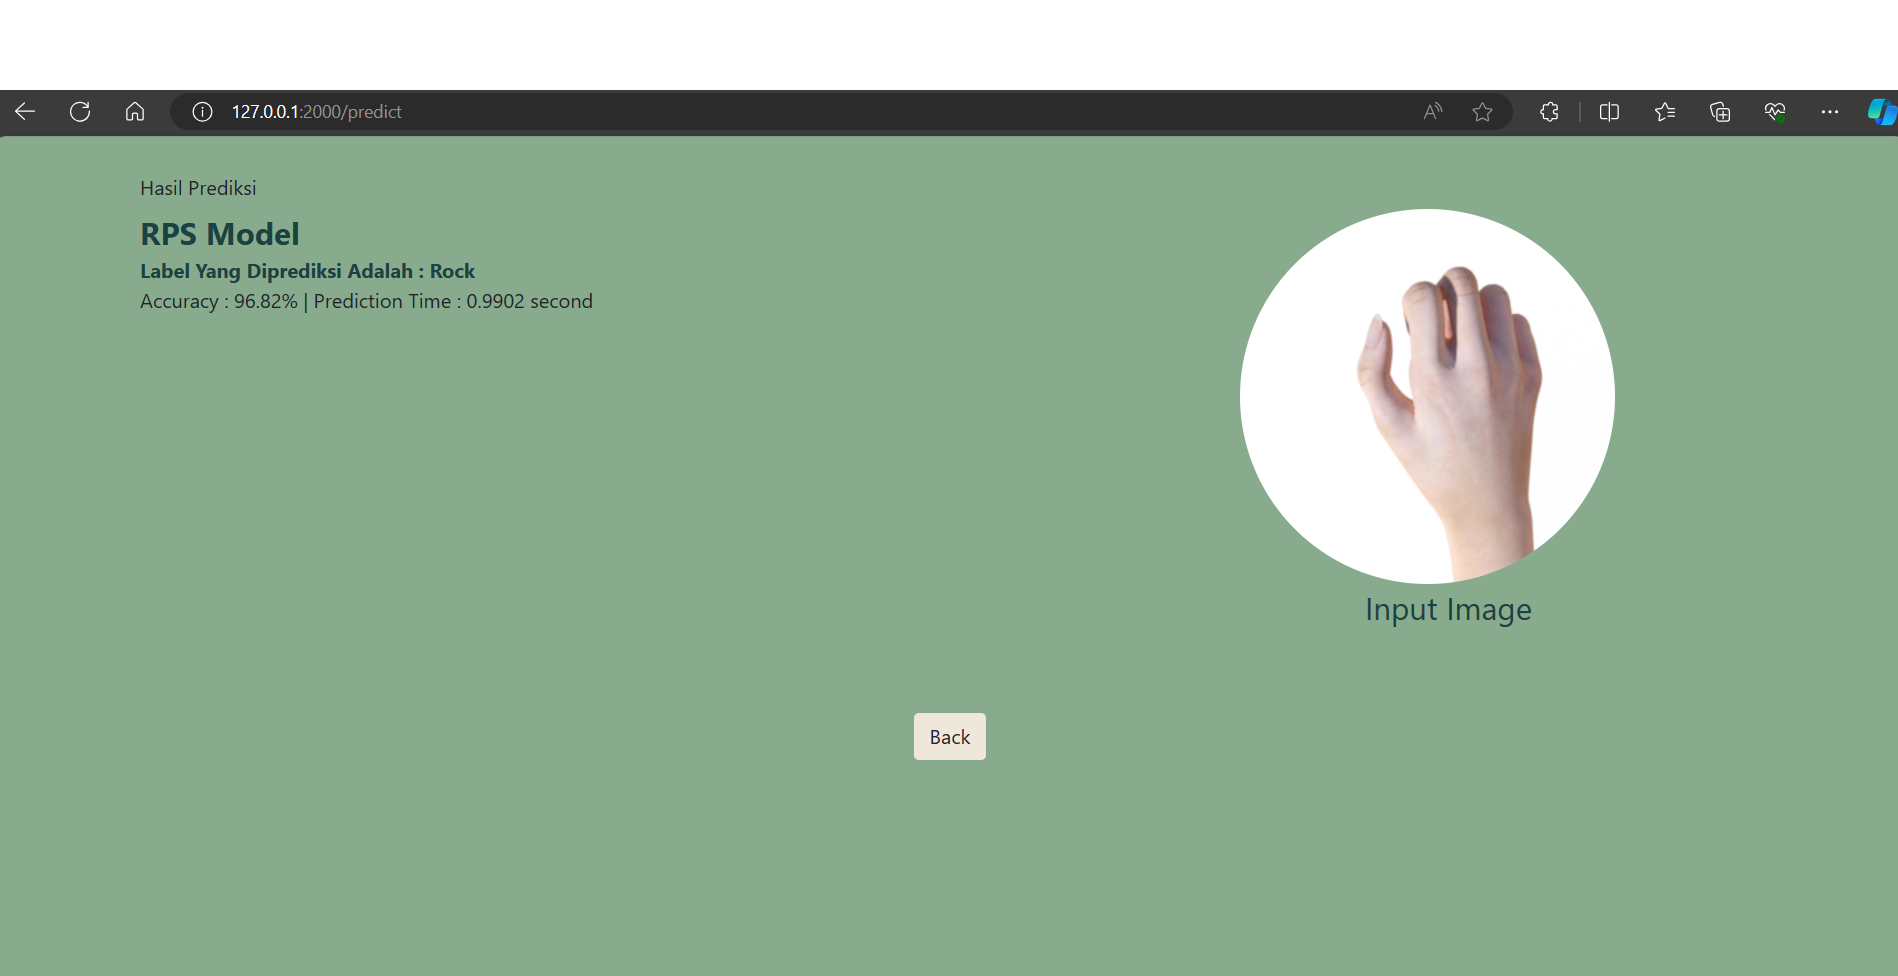 127.0.0.1:2000/predict
Hasil Prediksi
RPS Model
Label Yang Diprediksi Adalah : Rock
Accuracy : 96.82% | Prediction Time : 0.9902 second
Input Image
Back